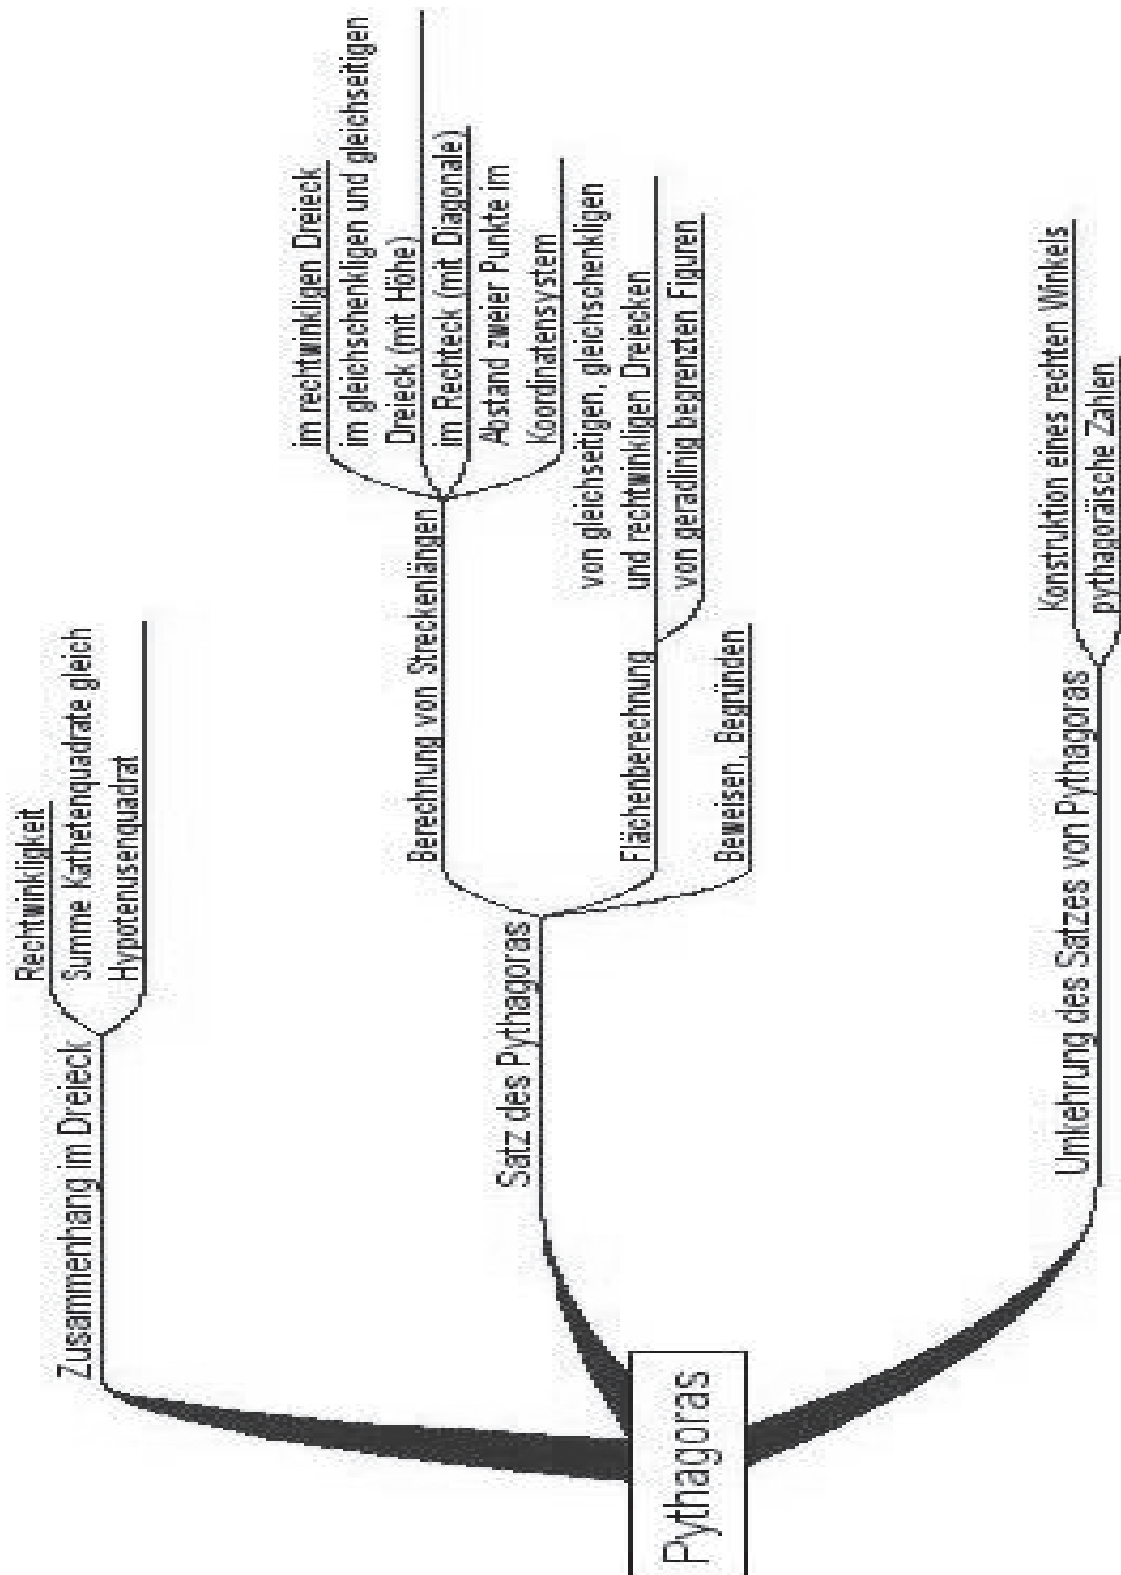 Pythagoras
Zusammenhang im Dreieck
Rechtwinkligkeit
Summe Kathetenquadrate gleich
Hypotenusenquadrat
Satz des Pythagoras
Berechnung von Streckenlängen
im rechtwinkligen Dreieck
im gleichschenkligen und gleichseitigen
Dreieck (mit Höhe)
im Rechteck (mit Diagonale)
Abstand zweier Punkte im
Koordinatensystem
Flächenberechnung
von gleichseitigen, gleichschenkligen
und rechtwinkligen Dreiecken
von geradlinig begrenzten Figuren
Beweisen, Begründen
Umkehrung des Satzes von Pythagoras
Konstruktion eines rechten Winkels
pythagoräische Zahlen